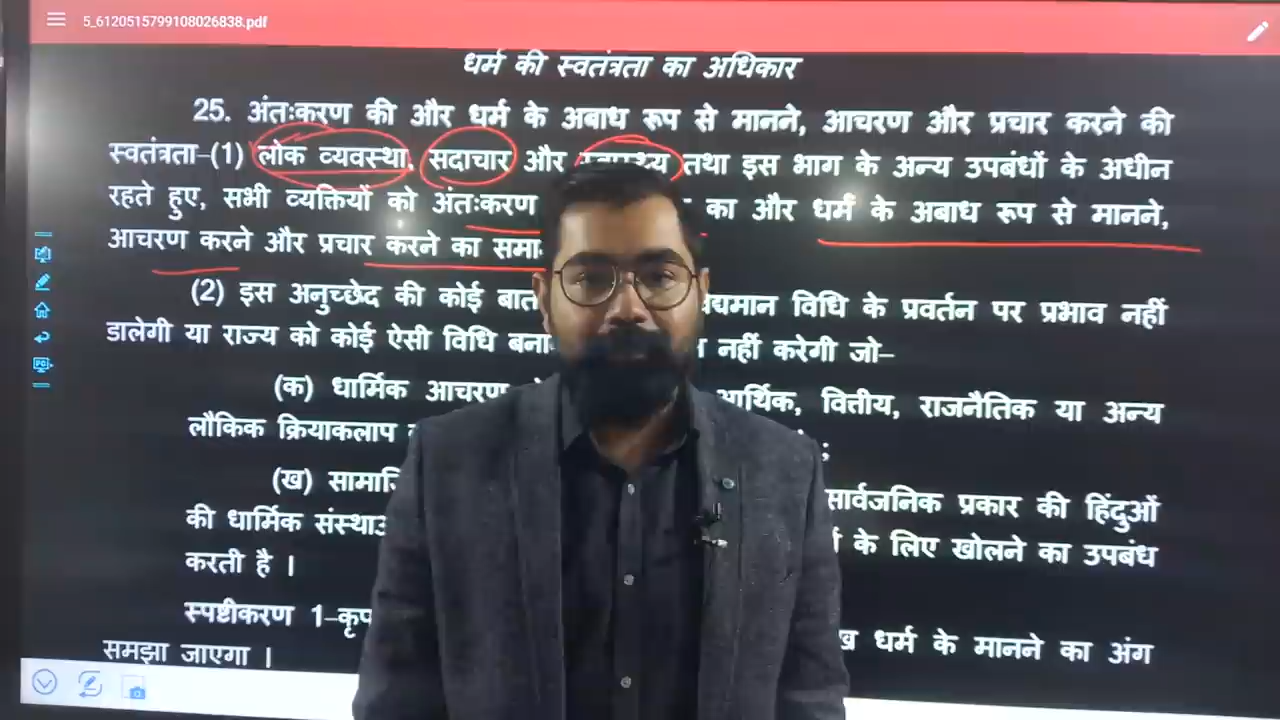 5_6120515799108026838.pdf
धर्म की स्वतंत्रता का अधिकार
25. अंतःकरण की और धर्म के अबाध रूप से मानने, आचरण और प्रचार करने की
स्वतंत्रता–(1) लोक व्यवस्था, सदाचार और तथा इस भाग के अन्य उपबंधों के अधीन
रहते हुए, सभी व्यक्तियों को अंतःकरण का और धर्म के अबाध रूप से मानने,
आचरण करने और प्रचार करने का
(2) इस अनुच्छेद की कोई बात विधि के प्रवर्तन पर प्रभाव नहीं
डालेगी या राज्य को कोई ऐसी विधि नहीं करेगी जो–
(क) धार्मिक आचरण आर्थिक, वित्तीय, राजनैतिक या अन्य
लौकिक क्रियाकलाप ;
(ख) सार्वजनिक प्रकार की हिंदुओं
की धार्मिक के लिए खोलने का उपबंध
करती है ।
स्पष्टीकरण 1– धर्म के मानने का अंग
समझा जाएगा ।